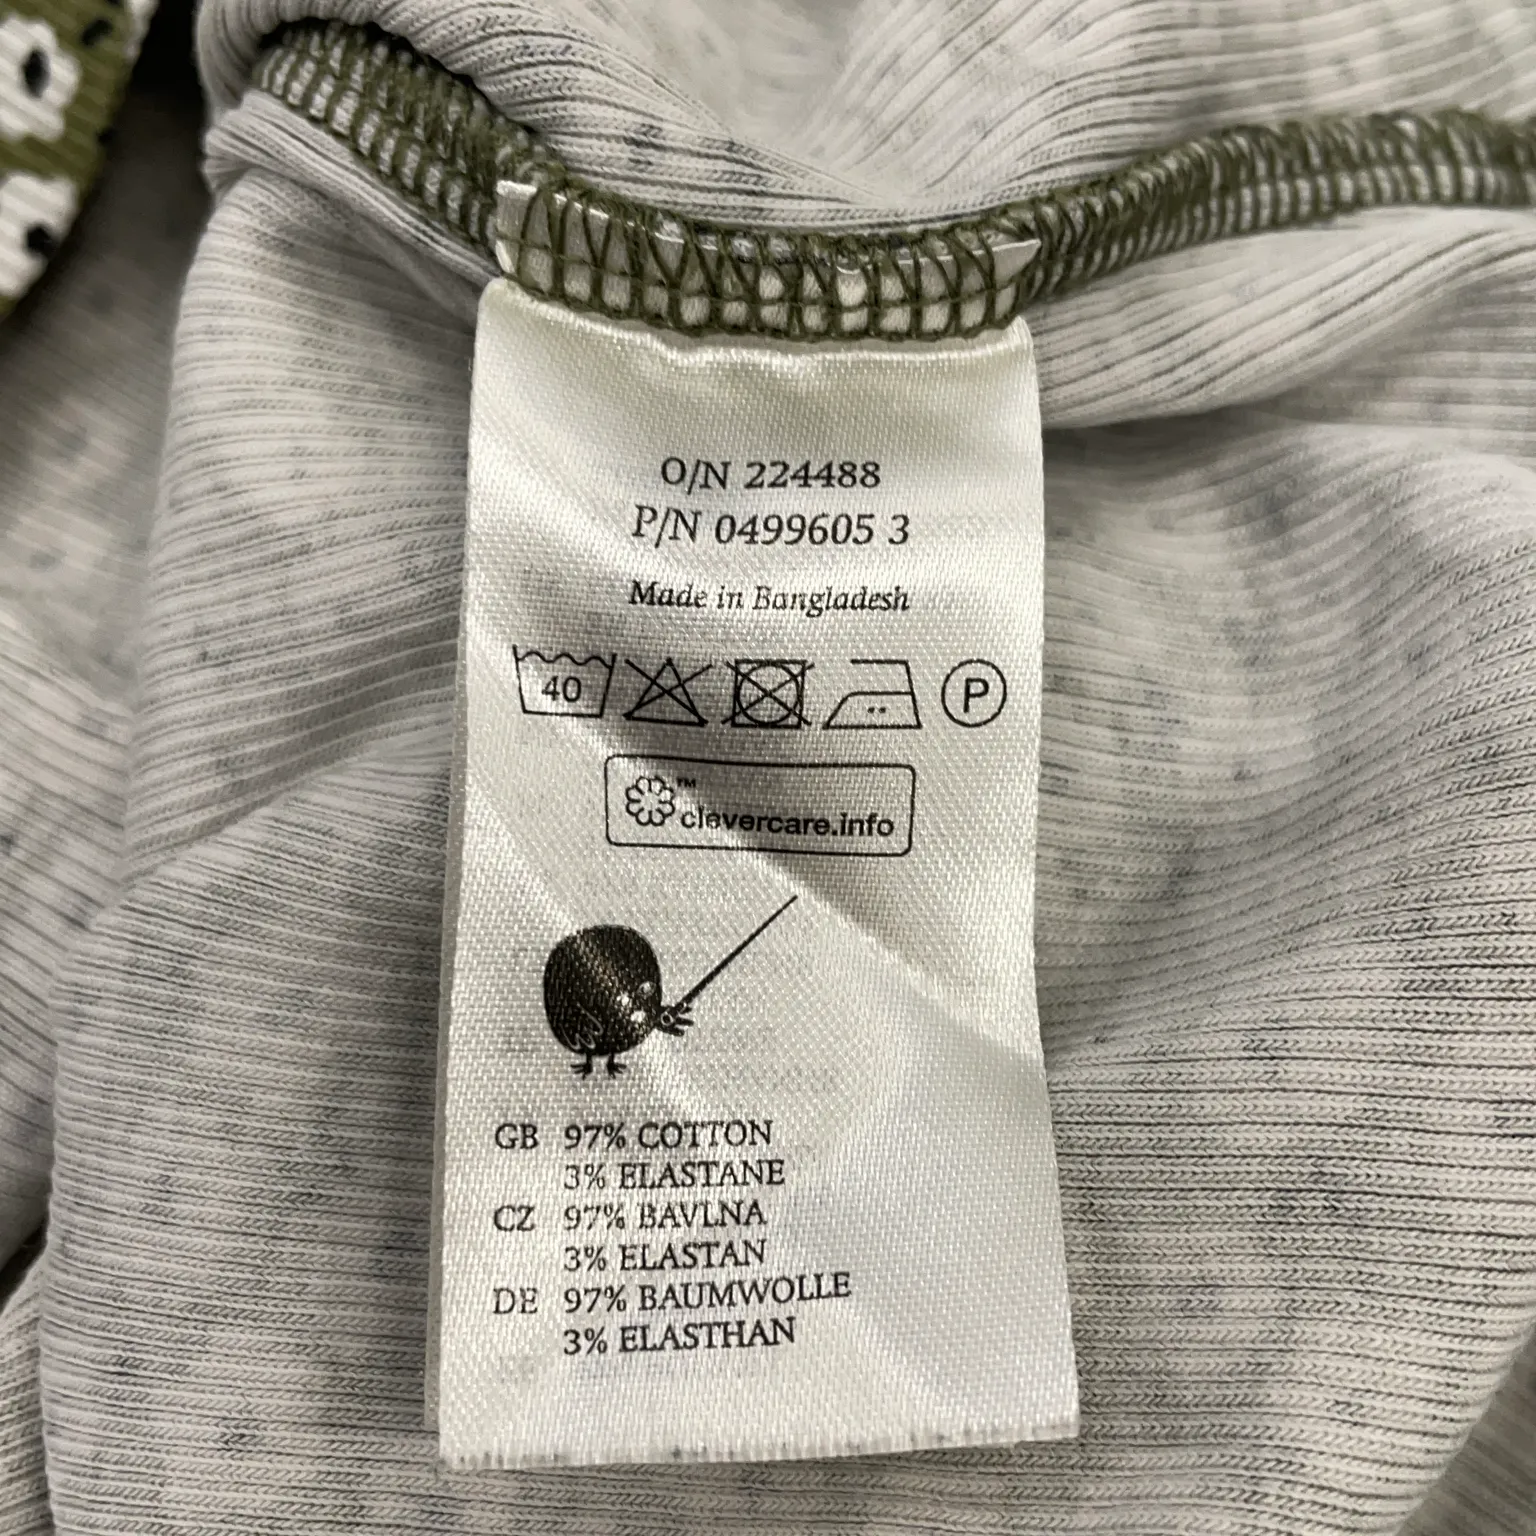 O/N 224488
P/N 0499605 3
Made in Bangladesh
40 P
™
clevercare.info
GB 97% COTTON
3% ELASTANE
CZ 97% BAVLNA
3% ELASTAN
DE 97% BAUMWOLLE
3% ELASTHAN